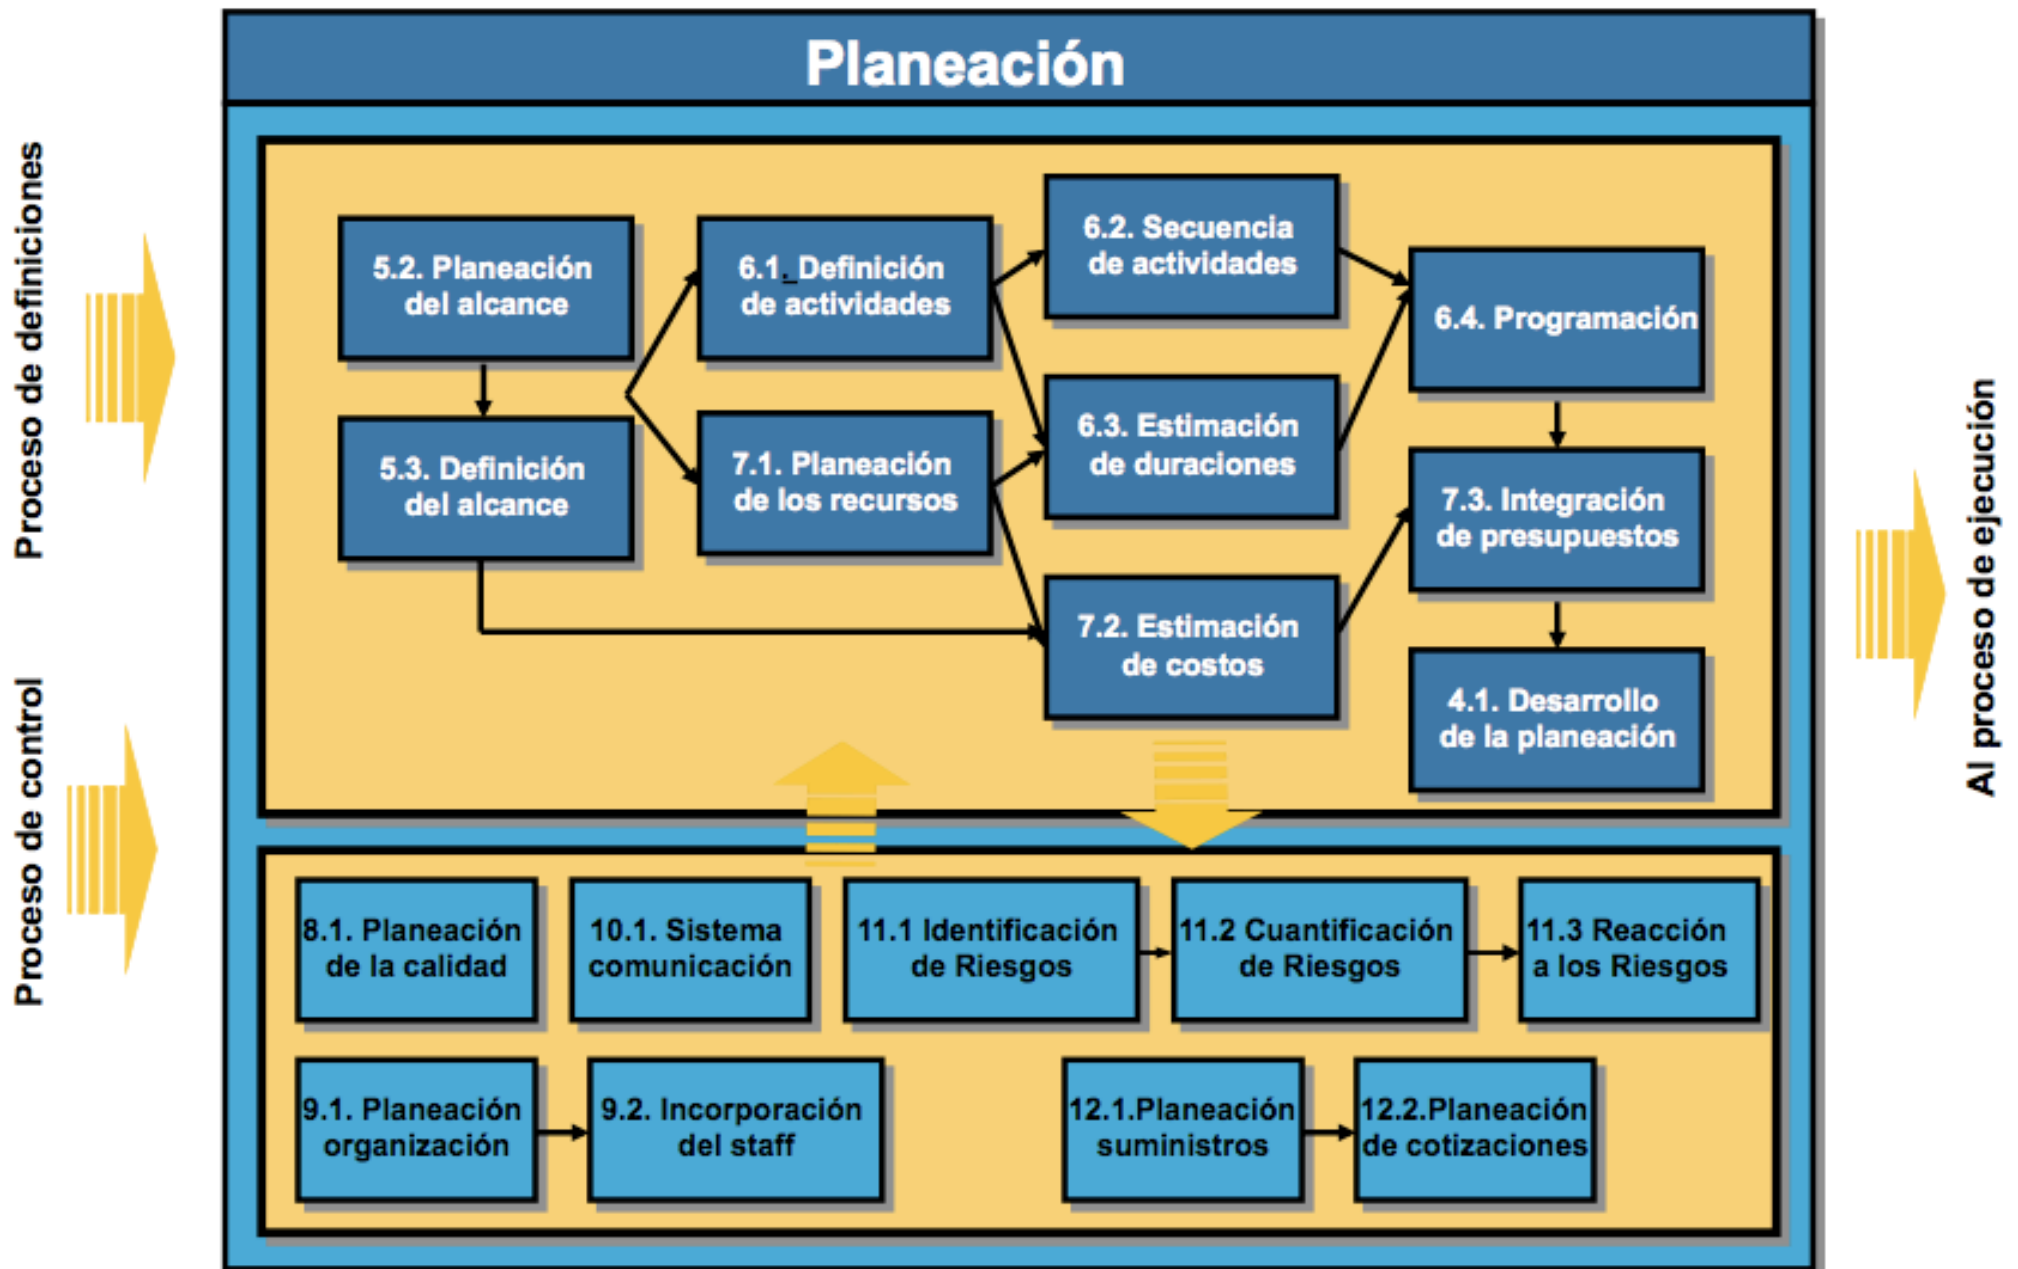 Planeación
Proceso de definiciones
Proceso de control
5.2. Planeación
del alcance
5.3. Definición
del alcance
6.1. Definición
de actividades
7.1. Planeación
de los recursos
6.2. Secuencia
de actividades
6.3. Estimación
de duraciones
7.2. Estimación
de costos
6.4. Programación
7.3. Integración
de presupuestos
4.1. Desarrollo
de la planeación
8.1. Planeación
de la calidad
10.1. Sistema
comunicación
11.1 Identificación
de Riesgos
11.2 Cuantificación
de Riesgos
11.3 Reacción
a los Riesgos
9.1. Planeación
organización
9.2. Incorporación
del staff
12.1.Planeación
suministros
12.2.Planeación
de cotizaciones
Al proceso de ejecución